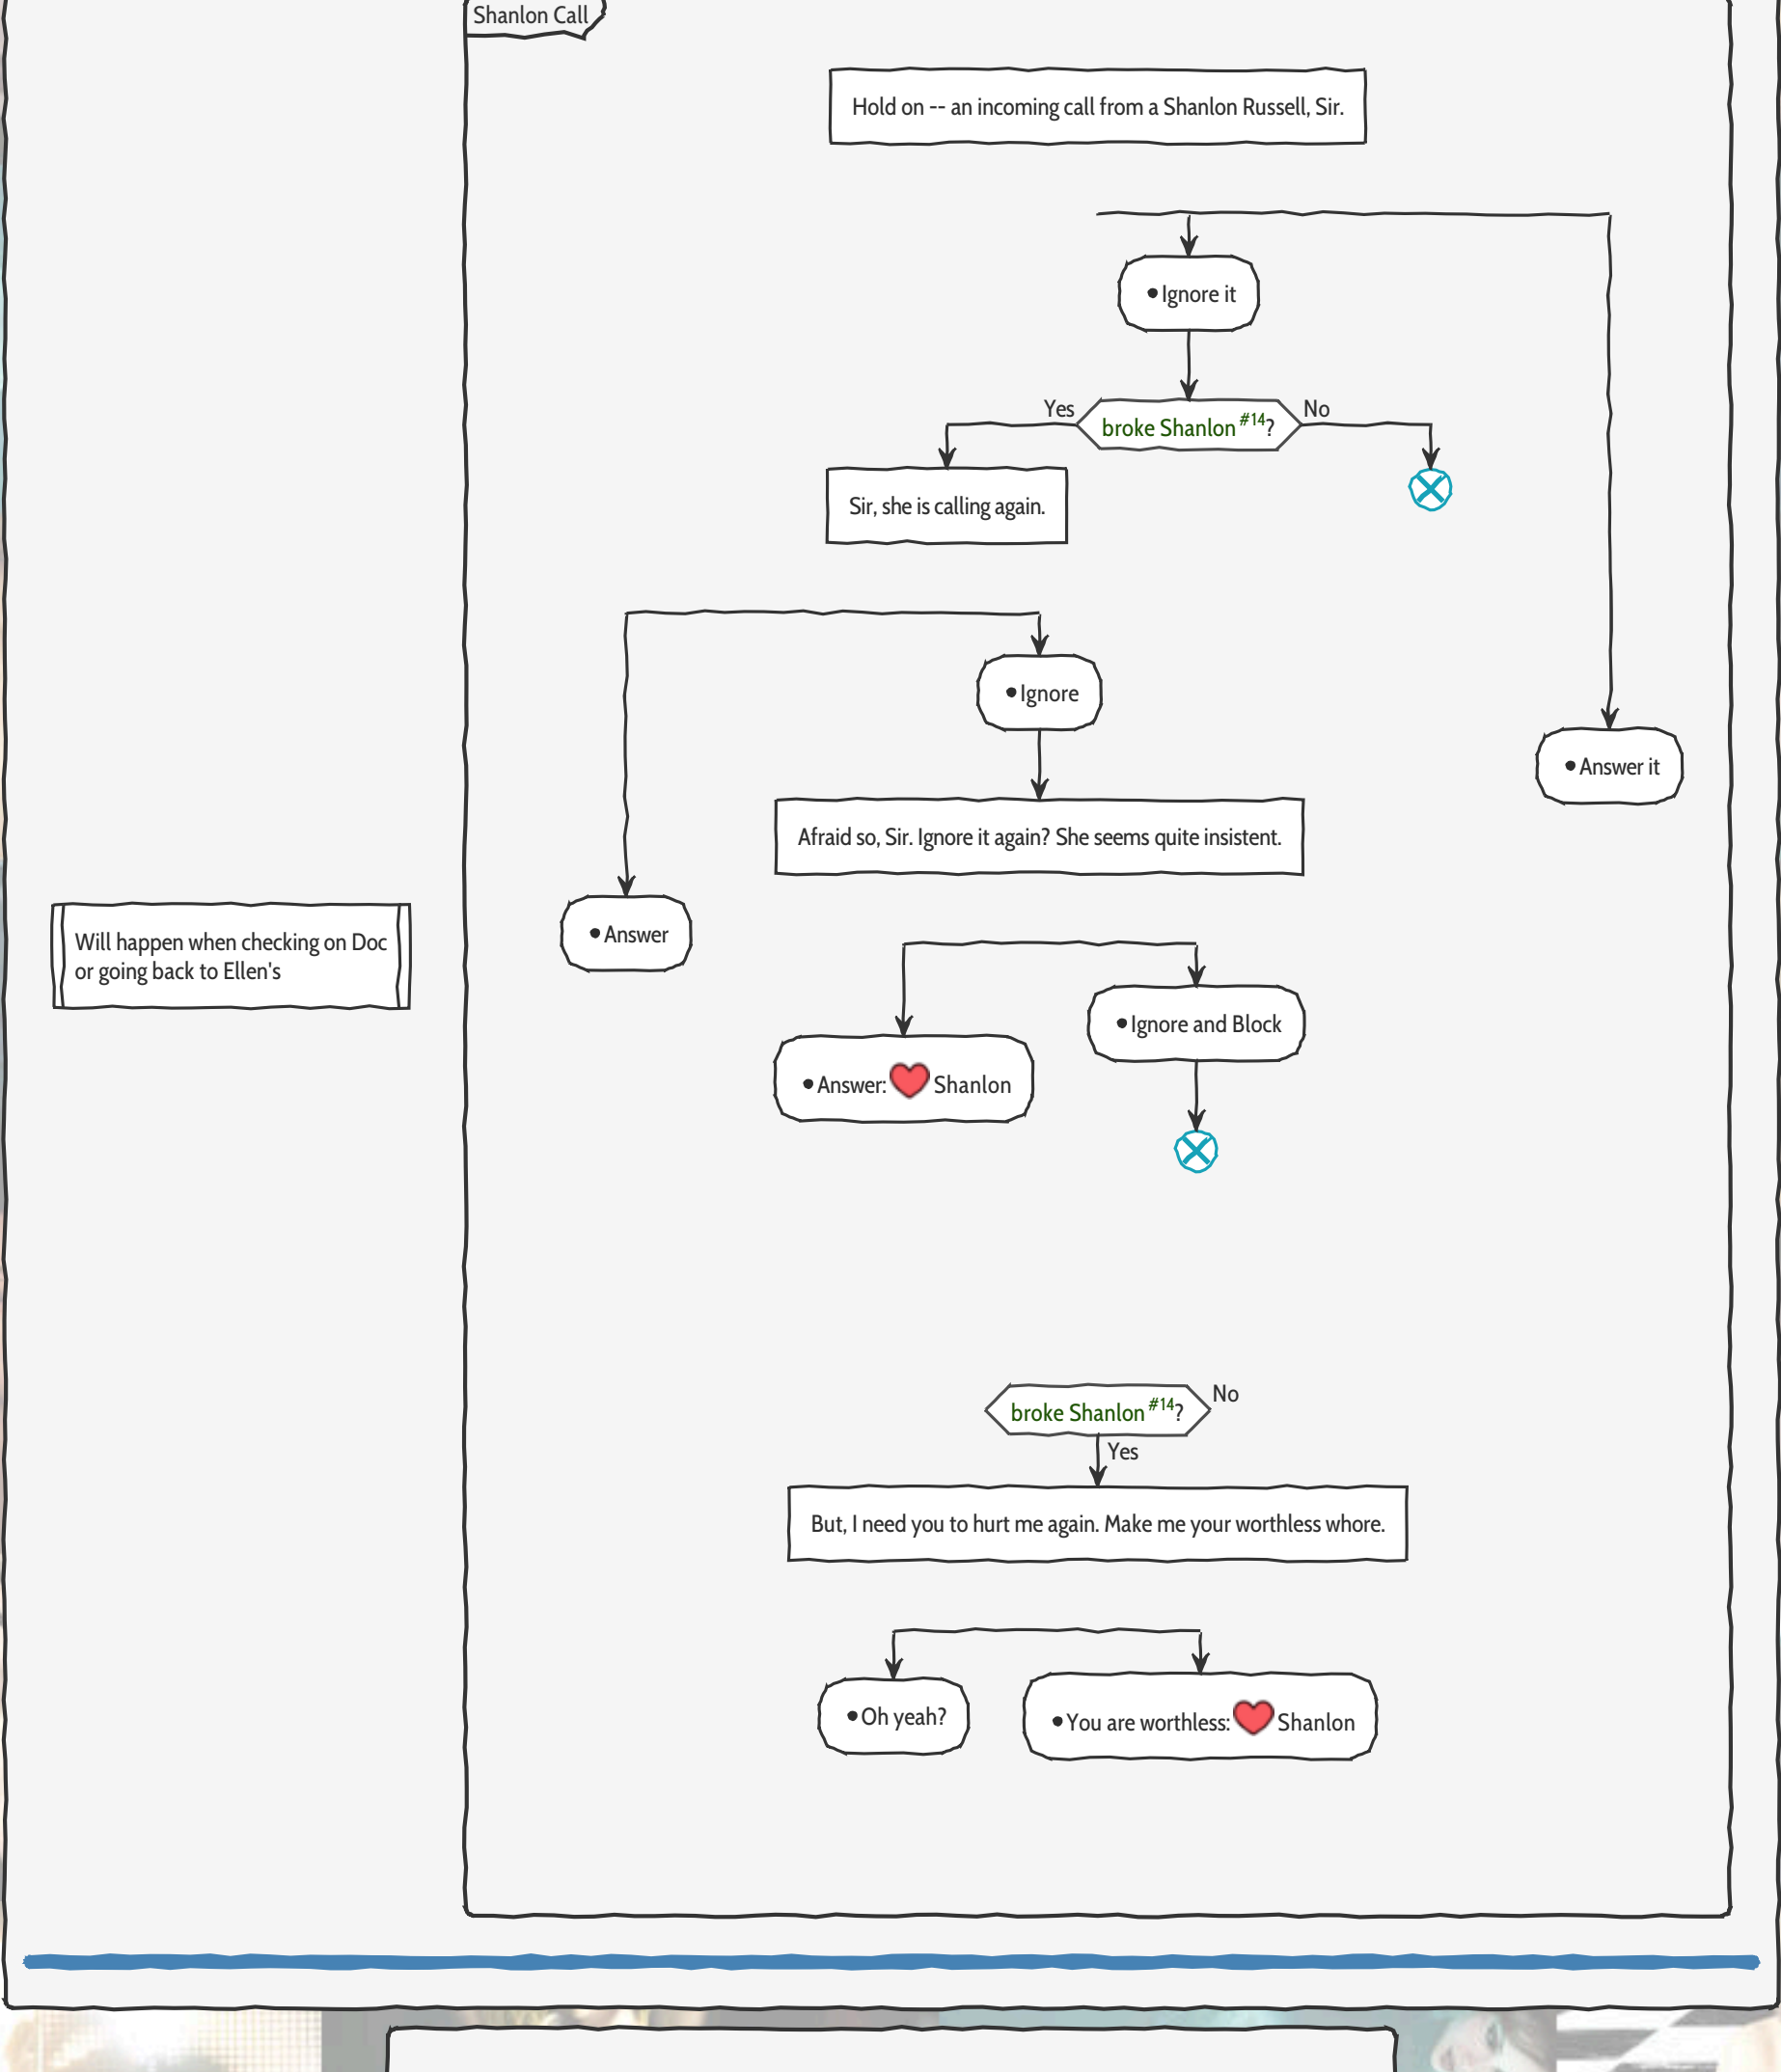 Shanlon Call
Hold on -- an incoming call from a Shanlon Russell, Sir.
• Ignore it
Yes
broke Shanlon #14?
No
Sir, she is calling again.
• Ignore
• Answer it
Afraid so, Sir. Ignore it again? She seems quite insistent.
• Answer
Will happen when checking on Doc
or going back to Ellen's
• Ignore and Block
• Answer: ❤ Shanlon
broke Shanlon #14?
No
Yes
But, I need you to hurt me again. Make me your worthless whore.
• Oh yeah?
• You are worthless: ❤ Shanlon